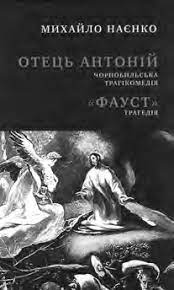 МИХАЙЛО НАЄНКО
ОТЕЦЬ АНТОНІЙ
ЧОРНОБИЛЬСЬКА
ТРАГІКОМЕДІЯ
«ФАУСТ»
ТРАГЕДІЯ